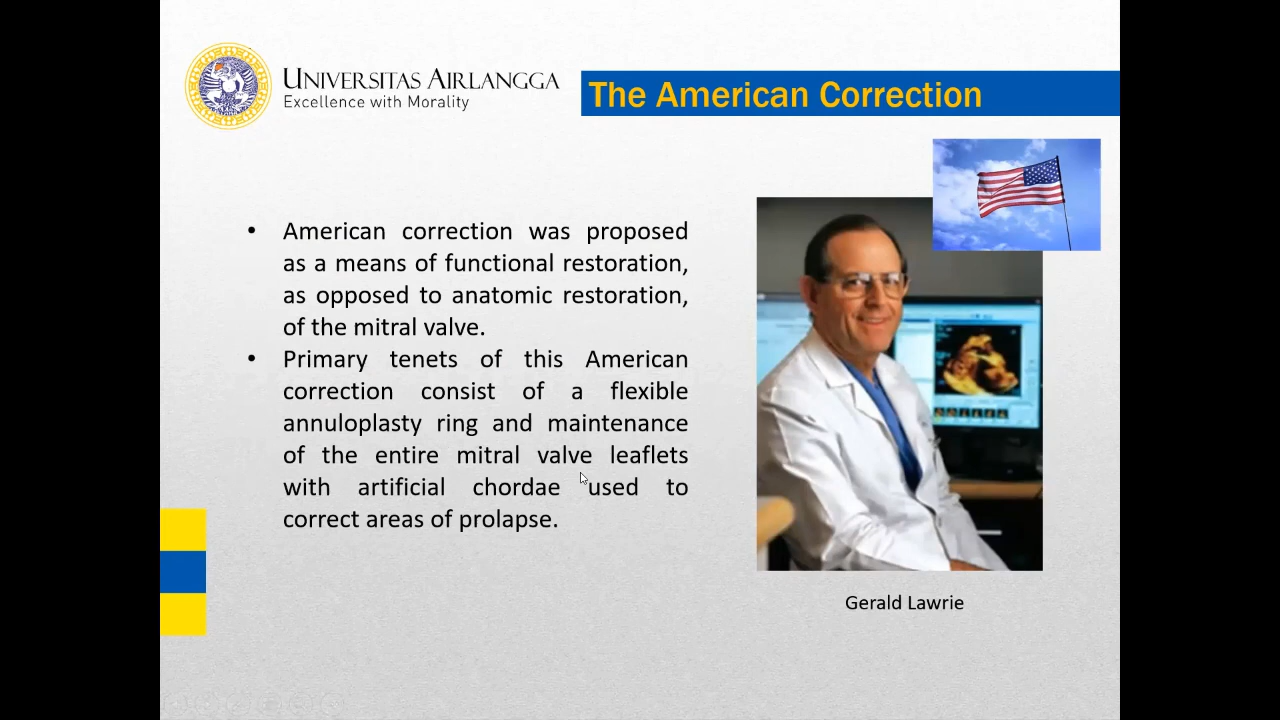 UNIVERSITAS AIRLANGGA
Excellence with Morality
The American Correction
• American correction was proposed
as a means of functional restoration,
as opposed to anatomic restoration,
of the mitral valve.
• Primary tenets of this American
correction consist of a flexible
annuloplasty ring and maintenance
of the entire mitral valve leaflets
with artificial chordae used to
correct areas of prolapse.
Gerald Lawrie